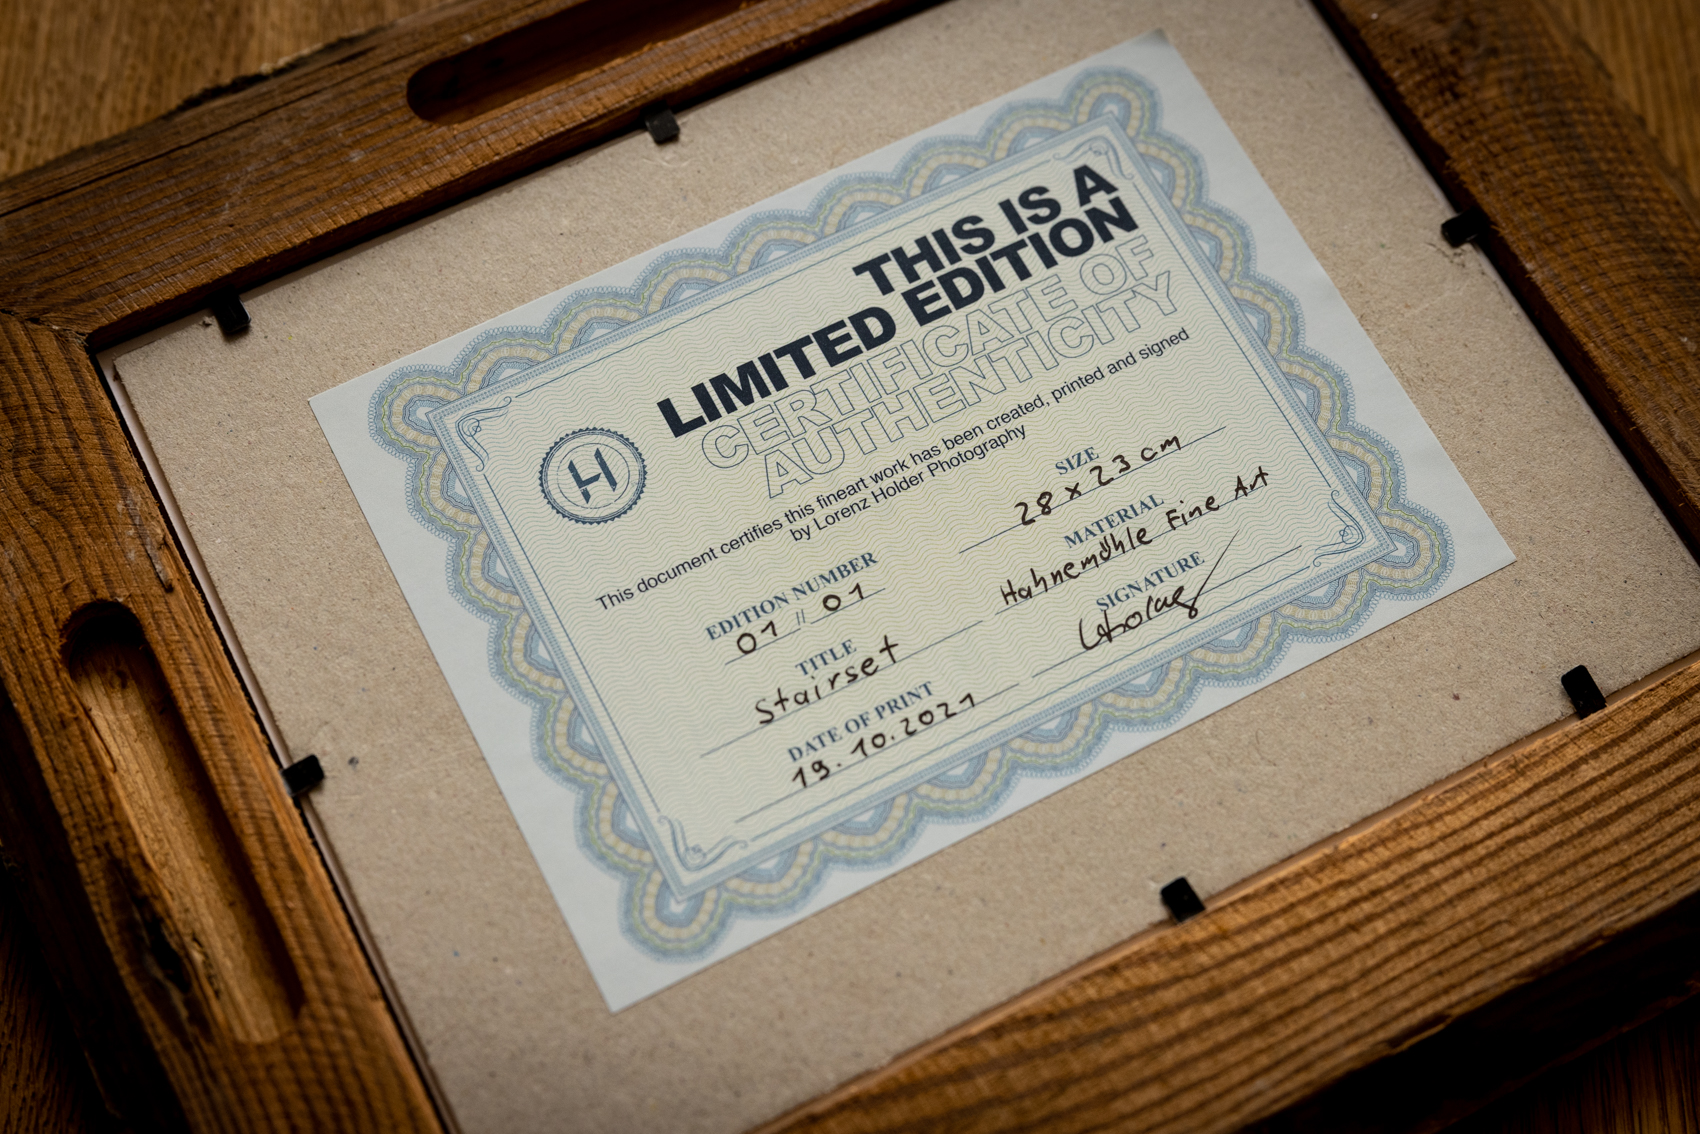 THIS IS A
LIMITED EDITION
CERTIFICATE OF
AUTHENTICITY
This document certifies this fineart work has been created, printed and signed
by Lorenz Holder Photography
EDITION NUMBER
01 // 01
TITLE
Stairset
DATE OF PRINT
19.10.2021
SIZE
28 x 23 cm
MATERIAL
Hahnemühle Fine Art
SIGNATURE